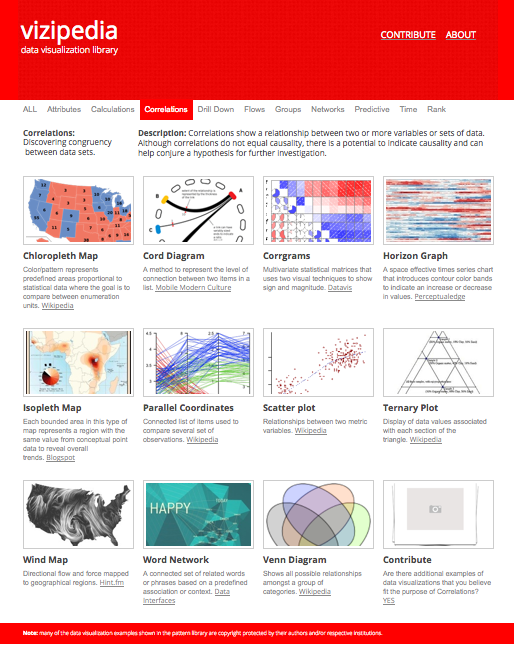 vizipedia
data visualization library
CONTRIBUTE ABOUT
ALL Attributes Calculations Correlations Drill Down Flows Groups Networks Predictive Time Rank
Correlations:
Discovering congruency
between data sets.
Description: Correlations show a relationship between two or more variables or sets of data.
Although correlations do not equal causality, there is a potential to indicate causality and can
help conjure a hypothesis for further investigation.
Chloropleth Map
Color/pattern represents
predefined areas proportional to
statistical data where the goal is to
compare between enumeration
units. Wikipedia
B
A
C
Cord Diagram
A method to represent the level of
connection between two items in a
list. Mobile Modern Culture
Corrgrams
Multivariate statistical matrices that
uses two visual techniques to show
sign and magnitude. Datavis
Horizon Graph
A space effective times series chart
that introduces contour color bands
to indicate an increase or decrease
in values. Perceptualedge
Isopleth Map
Each bounded area in this type of
map represents a region with the
same value from conceptual point
data to reveal overall
trends. Blogspot
Parallel Coordinates
Connected list of items used to
compare several set of
observations. Wikipedia
Scatter plot
Relationships between two metric
variables. Wikipedia
Ternary Plot
Display of data values associated
with each section of the
triangle. Wikipedia
Wind Map
Directional flow and force mapped
to geographical regions. Hint.fm
HAPPY
TODAY
Word Network
A connected set of related words
or phrases based on a predefined
association or context. Data
Interfaces
Venn Diagram
Shows all possible relationships
amongst a group of
categories. Wikipedia
Contribute
Are there additional examples of
data visualizations that you believe
fit the purpose of Correlations?
YES
Note: many of the data visualization examples shown in the pattern library are copyright protected by their authors and/or respective institutions.